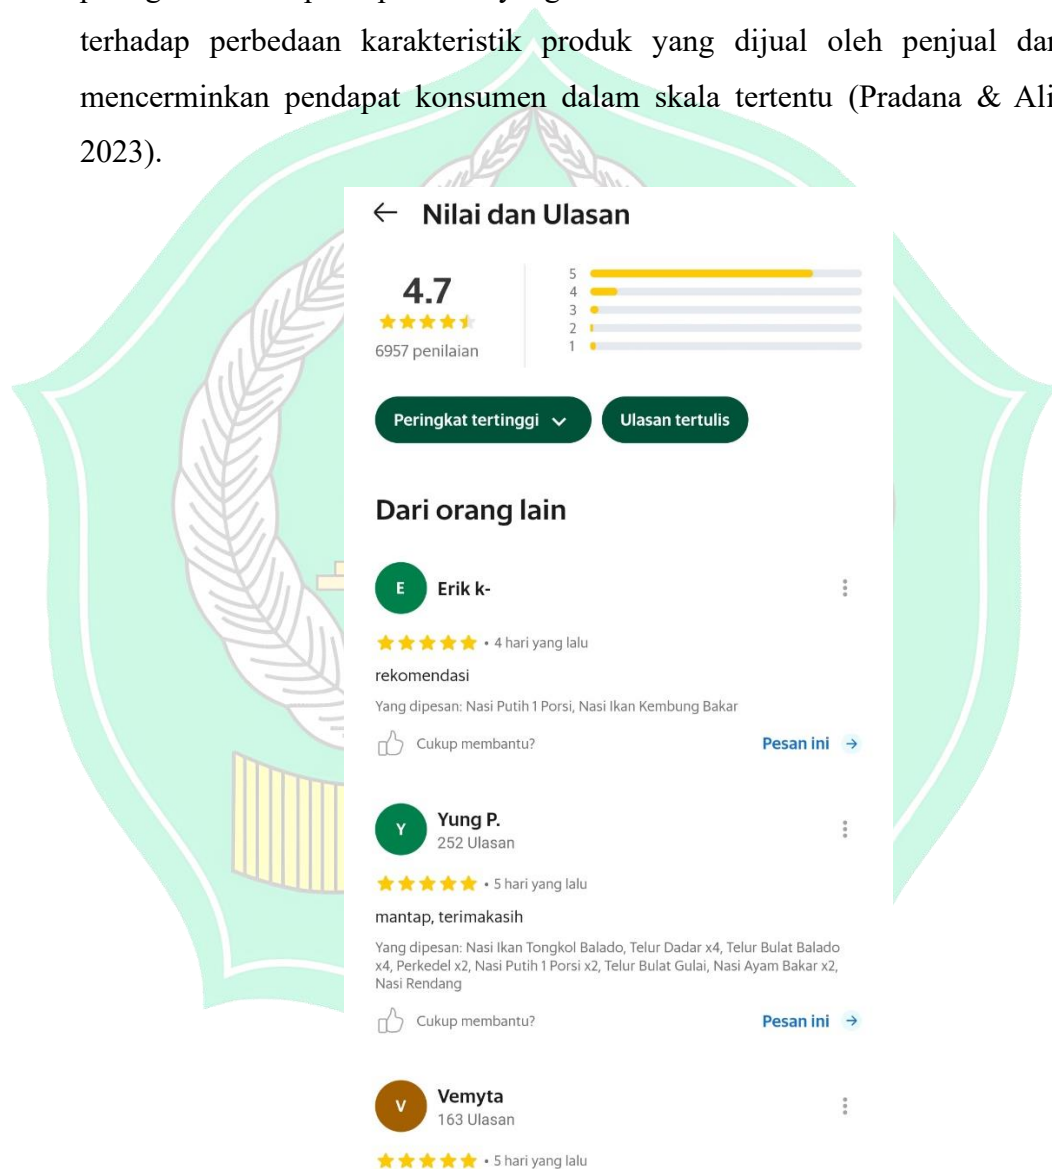 terhadap perbedaan karakteristik produk yang dijual oleh penjual dan
mencerminkan pendapat konsumen dalam skala tertentu (Pradana & Ali
2023).
← Nilai dan Ulasan
4.7
6957 penilaian
5
4
3
2
1
Peringkat tertinggi
Ulasan tertulis
Dari orang lain
E
Erik k-
• 4 hari yang lalu
rekomendasi
Yang dipesan: Nasi Putih 1 Porsi, Nasi Ikan Kembung Bakar
Cukup membantu?
Pesan ini →
Y
Yung P.
252 Ulasan
• 5 hari yang lalu
mantap, terimakasih
Yang dipesan: Nasi Ikan Tongkol Balado, Telur Dadar x4, Telur Bulat Balado
x4, Perkedel x2, Nasi Putih 1 Porsi x2, Telur Bulat Gulai, Nasi Ayam Bakar x2,
Nasi Rendang
Cukup membantu?
Pesan ini →
V
Vemyta
163 Ulasan
• 5 hari yang lalu